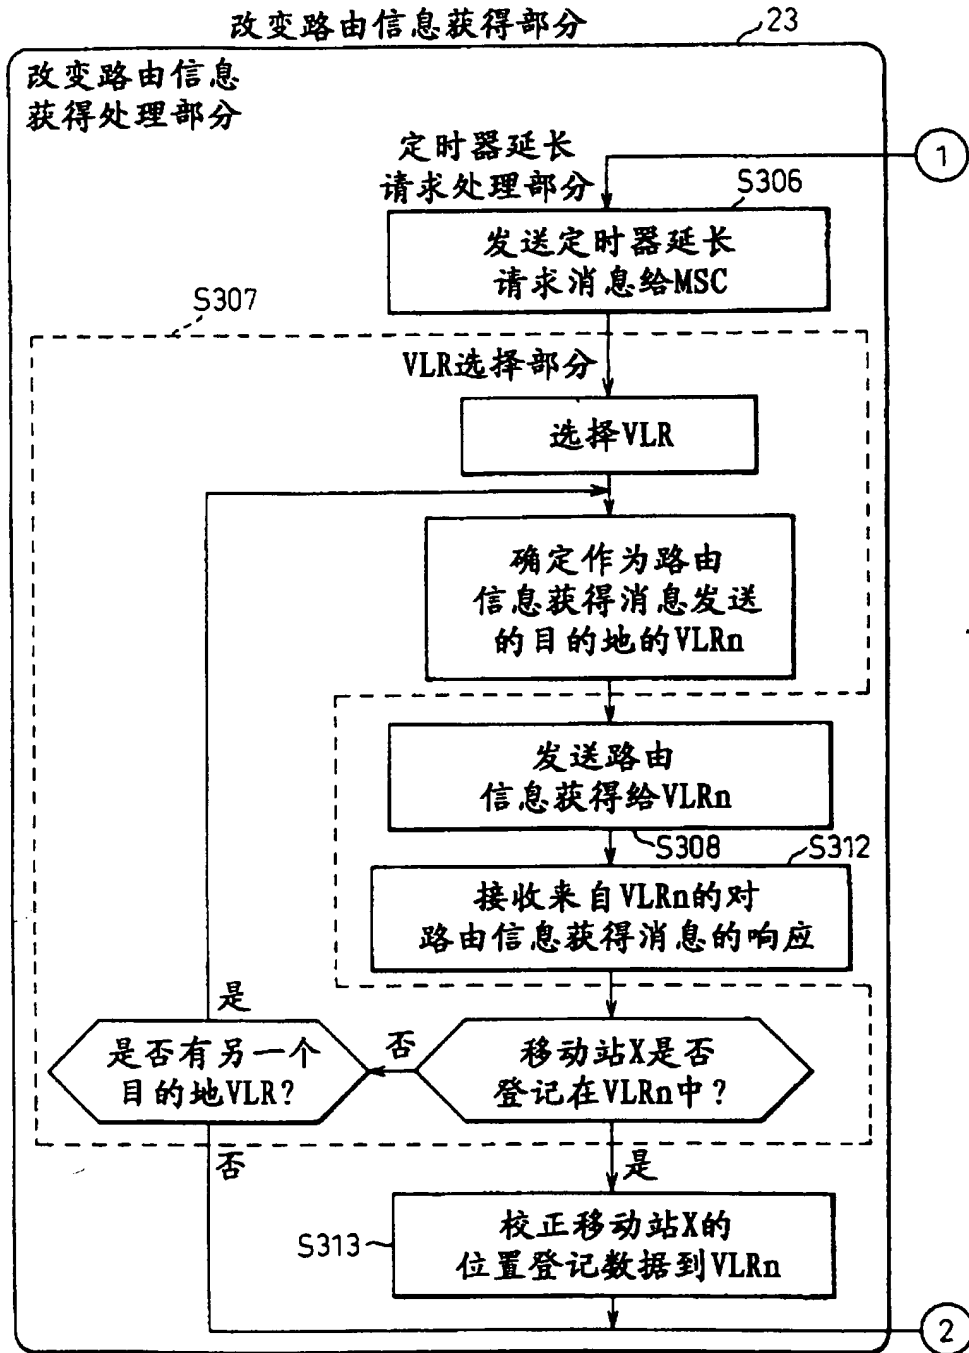 改变路由信息获得部分
23
改变路由信息
获得处理部分
定时器延长
请求处理部分
1
S306
发送定时器延长
请求消息给MSC
S307
VLR选择部分
选择VLR
确定作为路由
信息获得消息发送
的目的地的VLRn
发送路由
信息获得给VLRn
S308
S312
接收来自VLRn的对
路由信息获得消息的响应
是
是否有另一个
目的地VLR?
否
移动站X是否
登记在VLRn中?
否
是
S313
校正移动站X的
位置登记数据到VLRn
2